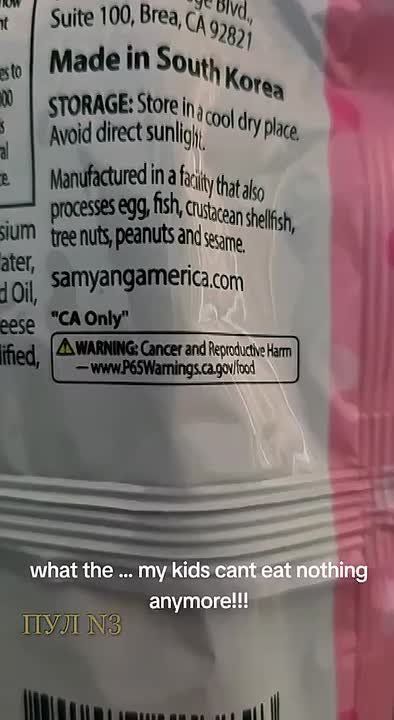 Blvd.,
Suite 100, Brea, CA 92821
Made in South Korea
STORAGE: Store in a cool dry place.
Avoid direct sunlight.
Manufactured in a facility that also
processes egg, fish, crustacean shellfish,
tree nuts, peanuts and sesame.
samyangamerica.com
"CA Only"
WARNING: Cancer and Reproductive Harm
— www.P65Warnings.ca.gov/food
Oil,
what the ... my kids cant eat nothing
anymore!!!
ПУЛ N3